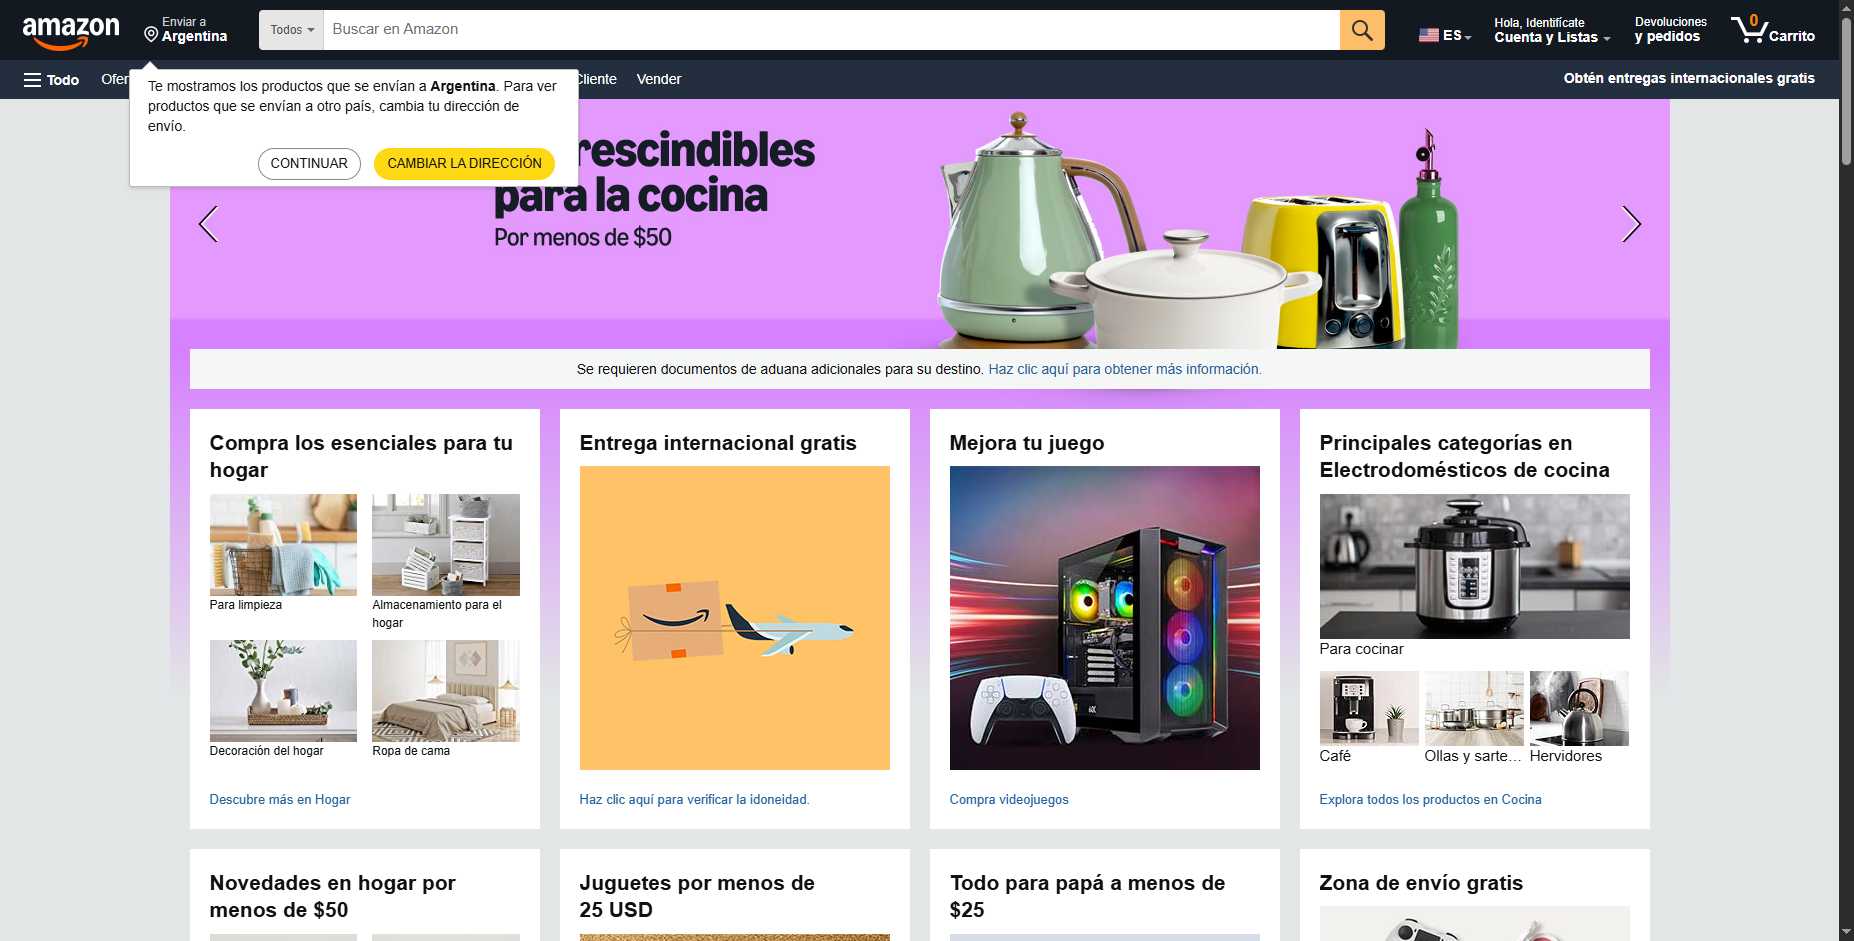 amazon
Enviar a
Argentina
Todos
Buscar en Amazon
ES
Hola, Identifícate
Cuenta y Listas
Devoluciones
y pedidos
0
Carrito
Todo
Ofer
Cliente
Vender
Obtén entregas internacionales gratis
Te mostramos los productos que se envían a Argentina. Para ver
productos que se envían a otro país, cambia tu dirección de
envío.
CONTINUAR
CAMBIAR LA DIRECCIÓN
rescindibles
para la cocina
Por menos de $50
Se requieren documentos de aduana adicionales para su destino. Haz clic aquí para obtener más información.
Compra los esenciales para tu
hogar
Para limpieza
Almacenamiento para el
hogar
Decoración del hogar
Ropa de cama
Descubre más en Hogar
Entrega internacional gratis
Haz clic aquí para verificar la idoneidad.
Mejora tu juego
Compra videojuegos
Principales categorías en
Electrodomésticos de cocina
Para cocinar
Café
Ollas y sarte...
Hervidores
Explora todos los productos en Cocina
Novedades en hogar por
menos de $50
Juguetes por menos de
25 USD
Todo para papá a menos de
$25
Zona de envío gratis